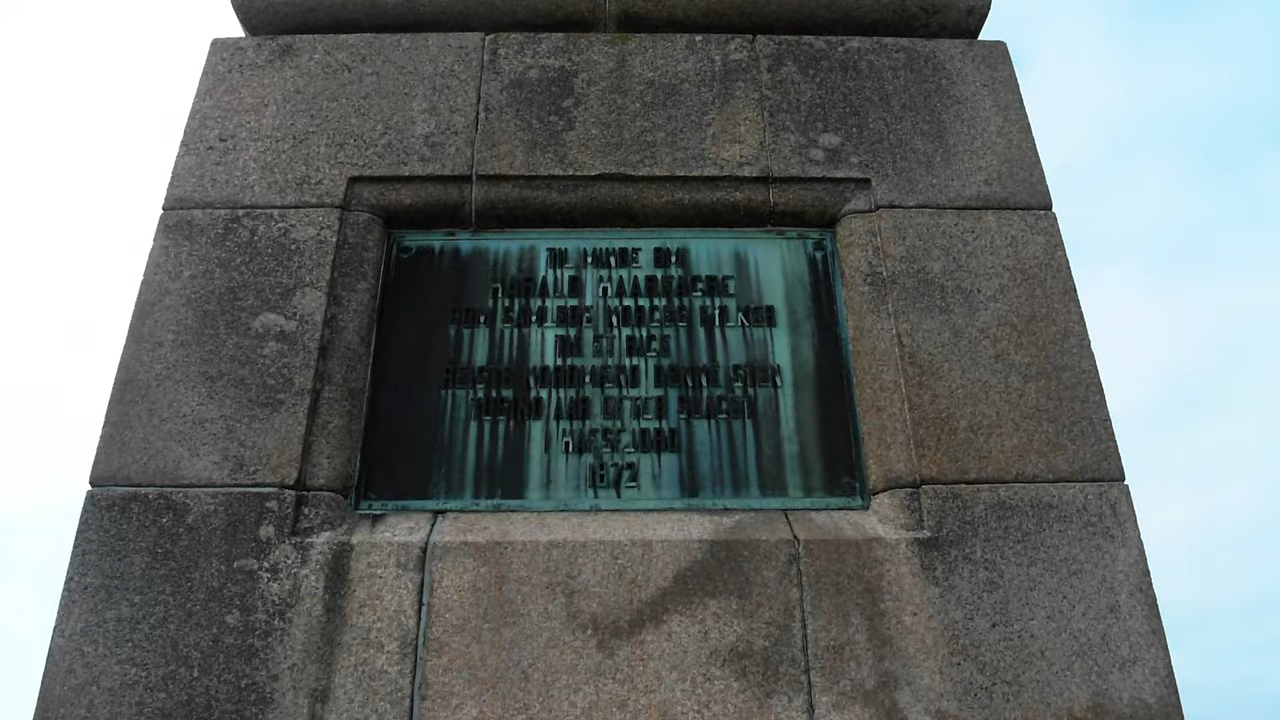 TIL MINDE OM
HARALD HAARFAGRE
SOM SAMLEDE NORGES FYLKER
TIL ET RIGE
REISTE NORDMÆND DENNE STEN
TUSIND AAR EFTER SLAGET
I HAFSFJORD
1872